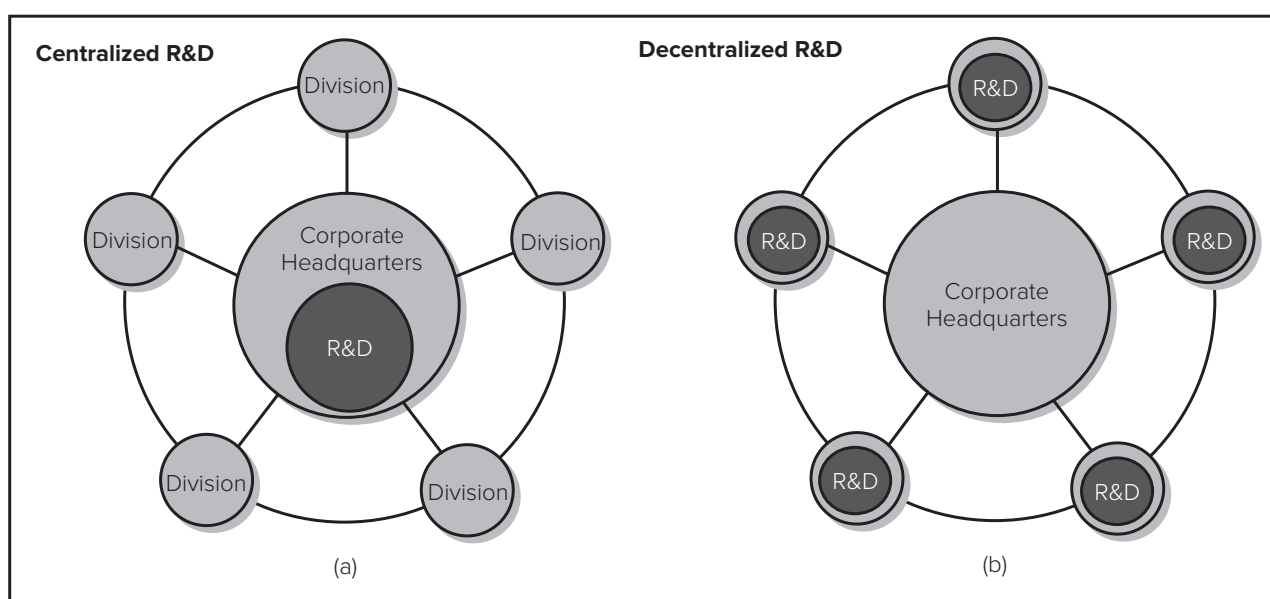 Centralized R&D
Division
Division
Division
Corporate
Headquarters
R&D
Division
Division
(a)
Decentralized R&D
R&D
R&D
R&D
Corporate
Headquarters
R&D
R&D
(b)